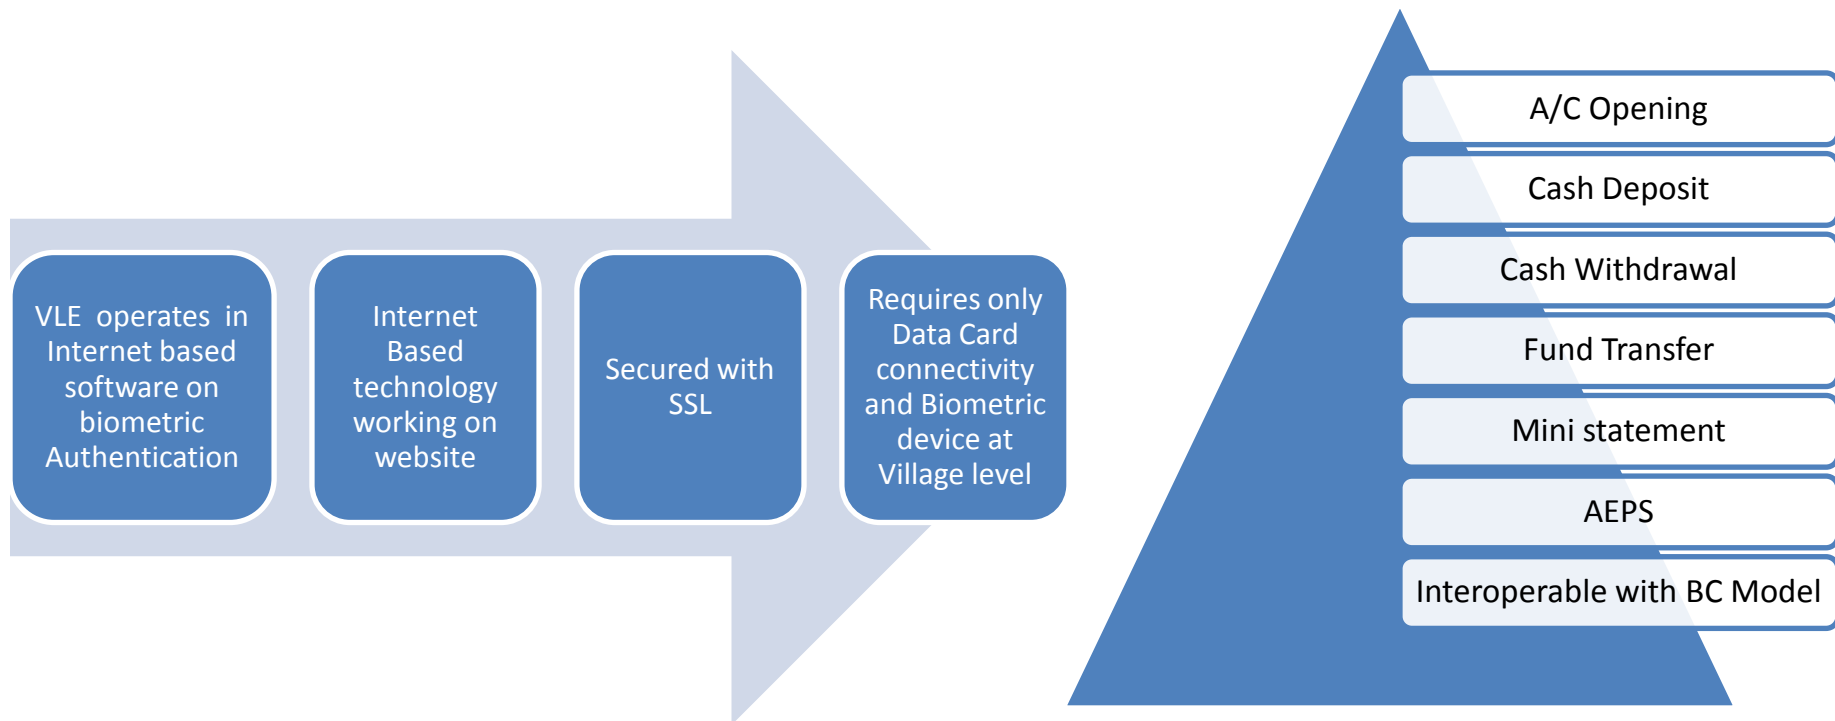 VLE operates in
Internet based
software on
biometric
Authentication
Internet
Based
technology
working on
website
Secured with
SSL
Requires only
Data Card
connectivity
and Biometric
device at
Village level
A/C Opening
Cash Deposit
Cash Withdrawal
Fund Transfer
Mini statement
AEPS
Interoperable with BC Model